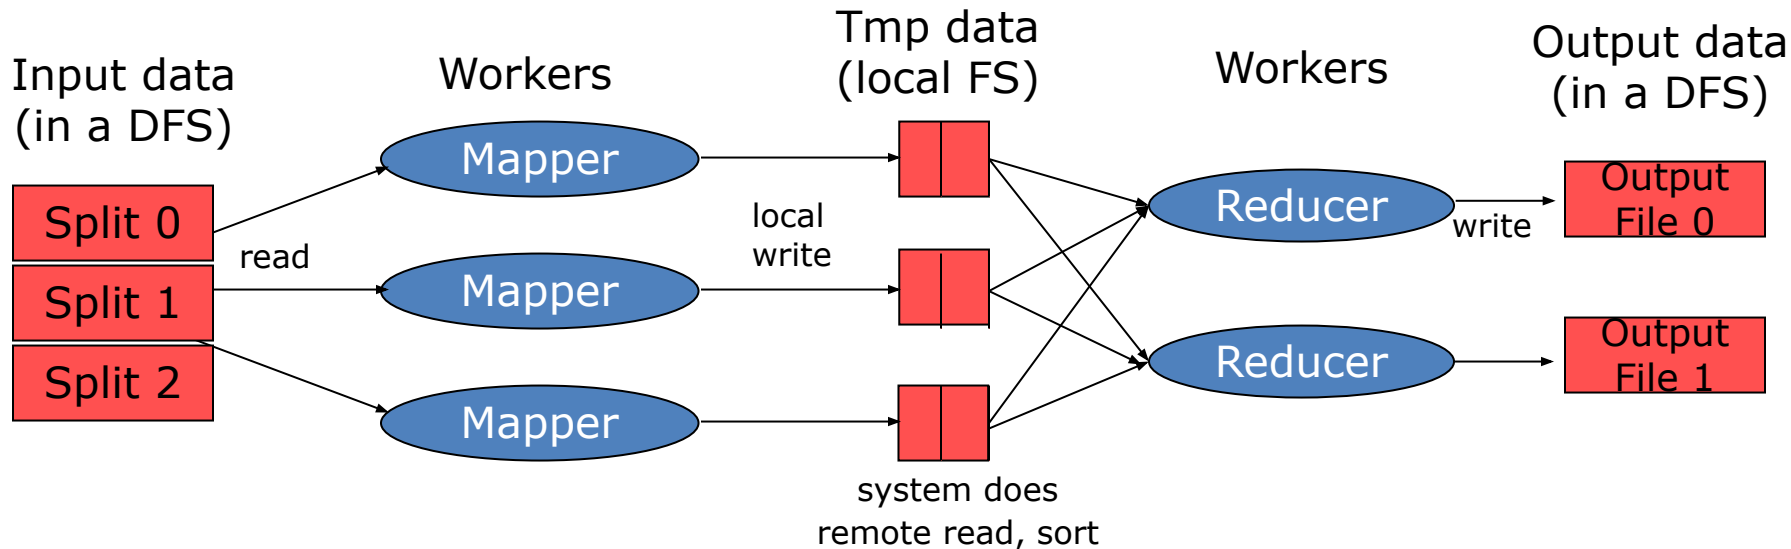 Input data
(in a DFS)
Workers
Tmp data
(local FS)
Workers
Output data
(in a DFS)
Split 0
Split 1
Split 2
read
Mapper
Mapper
Mapper
local
write
system does
remote read, sort
Reducer
Reducer
write
Output
File 0
Output
File 1